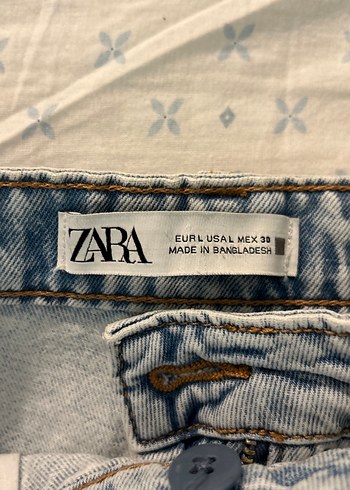 ZARA
EUR L USA L MEX 30
MADE IN BANGLADESH